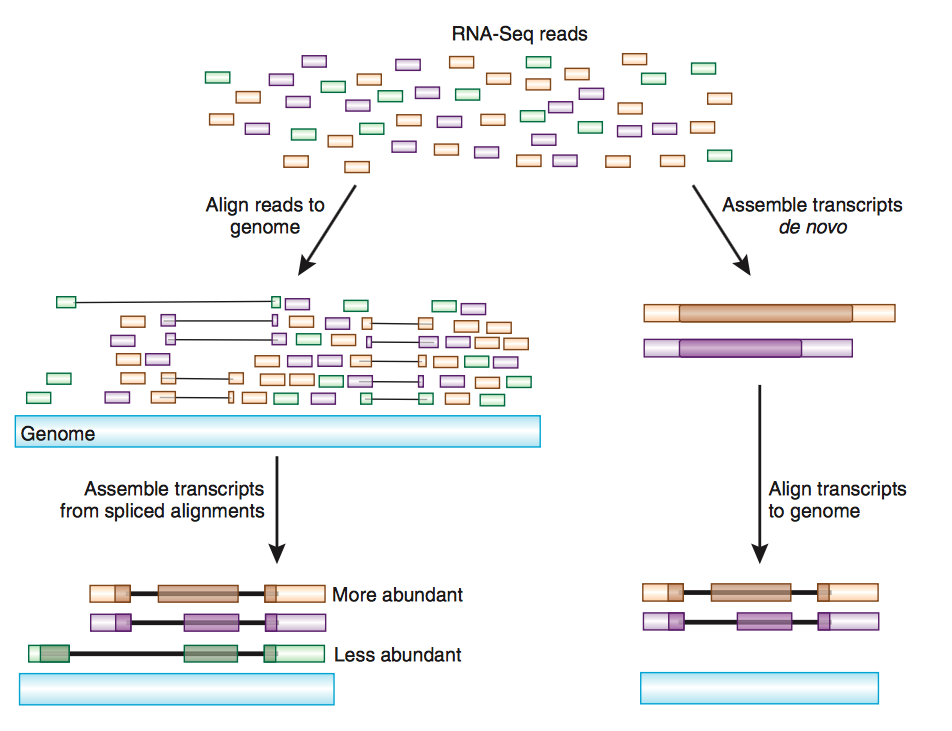 RNA-Seq reads
Align reads to
genome
Assemble transcripts
de novo
Genome
Assemble transcripts
from spliced alignments
Align transcripts
to genome
More abundant
Less abundant